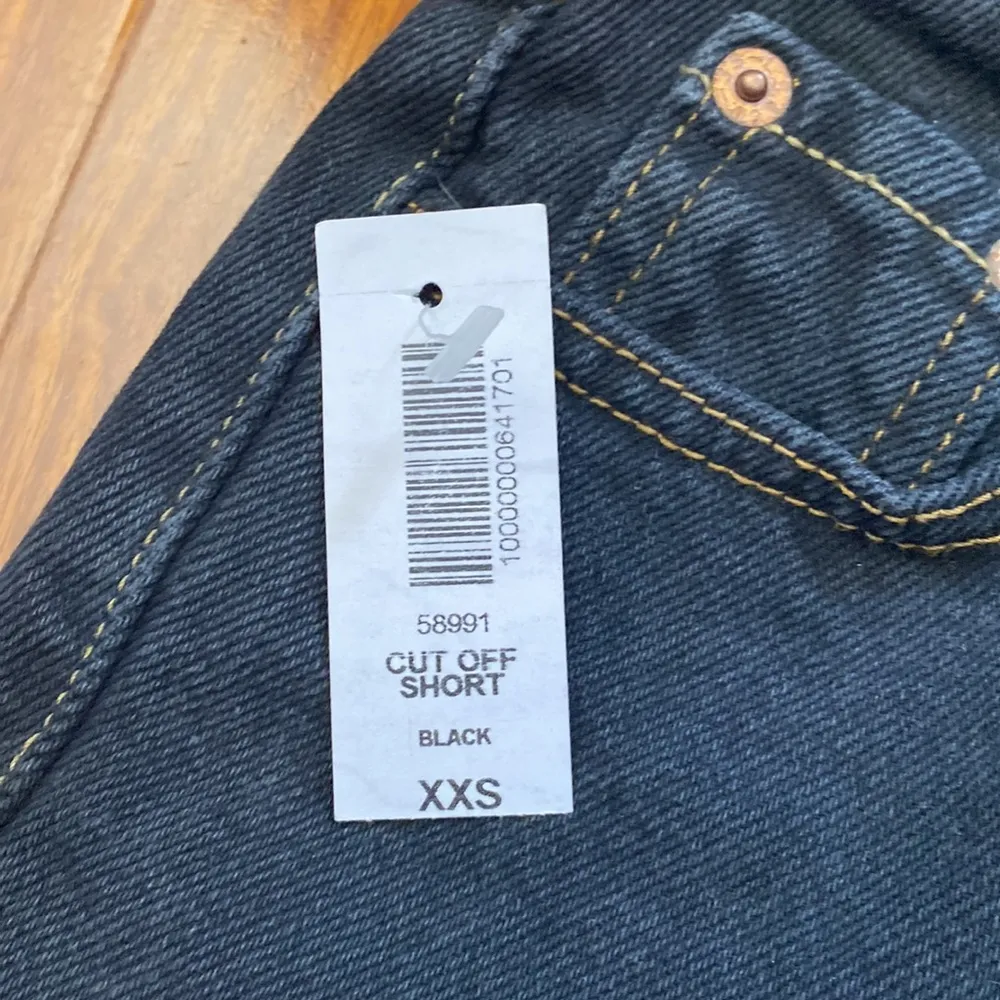 1000000641701
58991
CUT OFF
SHORT
BLACK
XXS